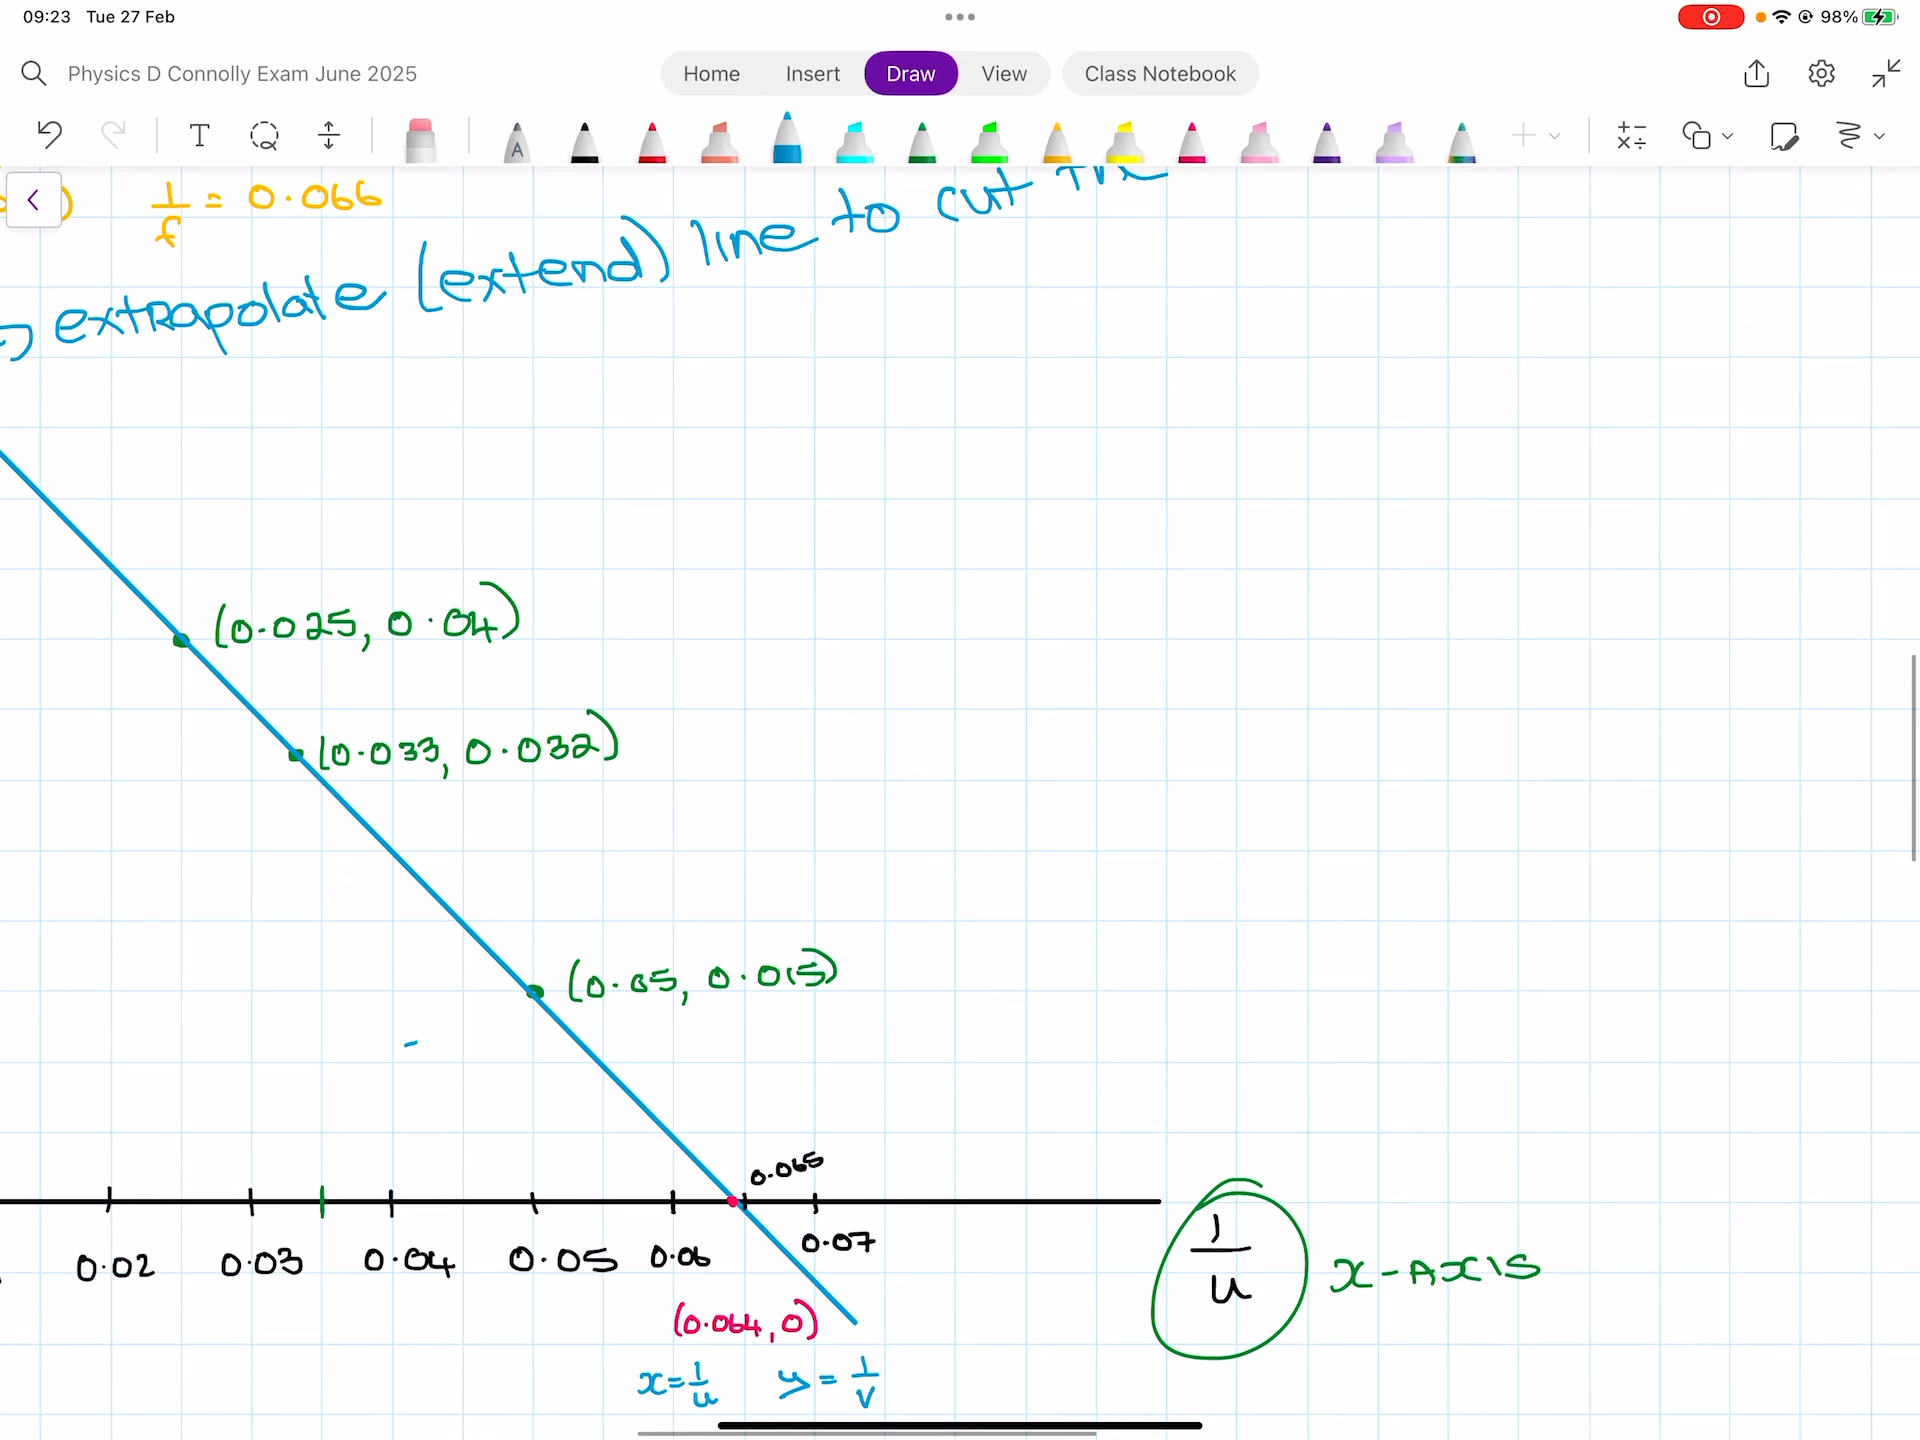 09:23 Tue 27 Feb
98%
Physics D Connolly Exam June 2025
Home Insert Draw View Class Notebook
T
A
1/f = 0.066
extrapolate (extend) line to cut the
(0.025, 0.04)
(0.033, 0.032)
(0.05, 0.015)
0.065
0.02 0.03 0.04 0.05 0.06 0.07
1/u x-Axis
(0.064, 0)
x = 1/u y = 1/v